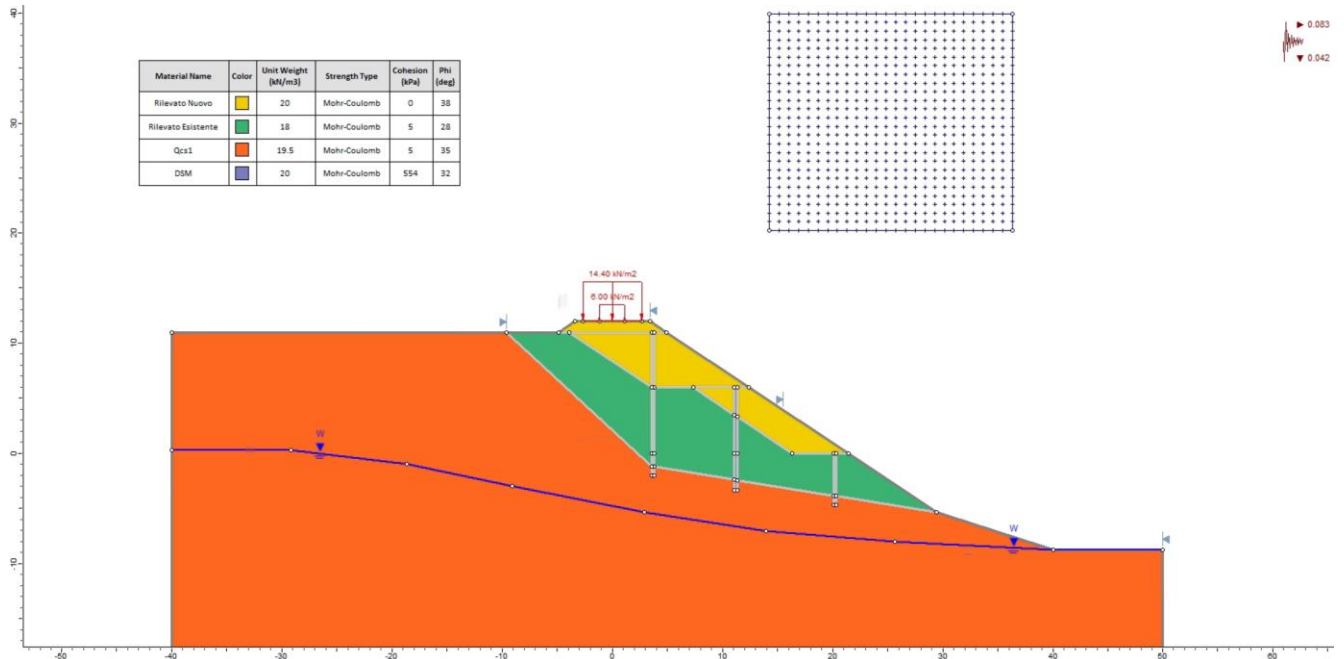 40
30
20
10
0
-10
-50
-40
-30
-20
-10
0
10
20
30
40
50
60
Material Name Color Unit Weight (kN/m3) Strength Type Cohesion (kPa) Phi (deg)
Rilevato Nuovo 20 Mohr-Coulomb 0 38
Rilevato Esistente 18 Mohr-Coulomb 5 28
Qcs1 19.5 Mohr-Coulomb 5 35
DSM 20 Mohr-Coulomb 554 32
0.083
0.042
14.40 kN/m2
6.00 kN/m2
W
W